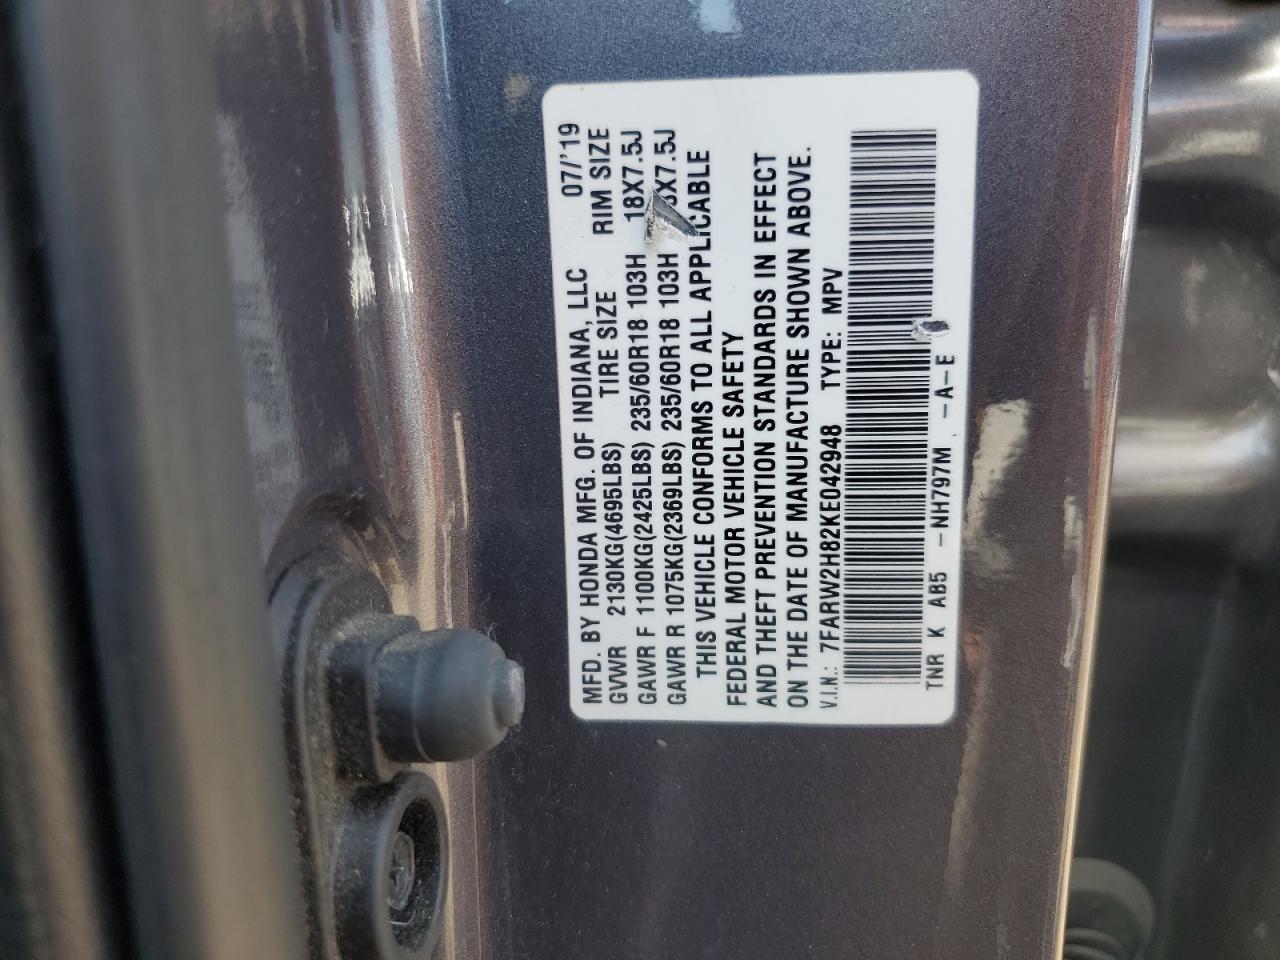 MFD. BY HONDA MFG. OF INDIANA, LLC 07/'19
GVWR 2130KG(4695LBS) TIRE SIZE RIM SIZE
GAWR F 1100KG(2425LBS) 235/60R18 103H 18X7.5J
GAWR R 1075KG(2369LBS) 235/60R18 103H X7.5J
THIS VEHICLE CONFORMS TO ALL APPLICABLE
FEDERAL MOTOR VEHICLE SAFETY
AND THEFT PREVENTION STANDARDS IN EFFECT
ON THE DATE OF MANUFACTURE SHOWN ABOVE.
V.I.N.: 7FARW2H82KE042948 TYPE: MPV
TNR K AB5 -NH797M -A-E